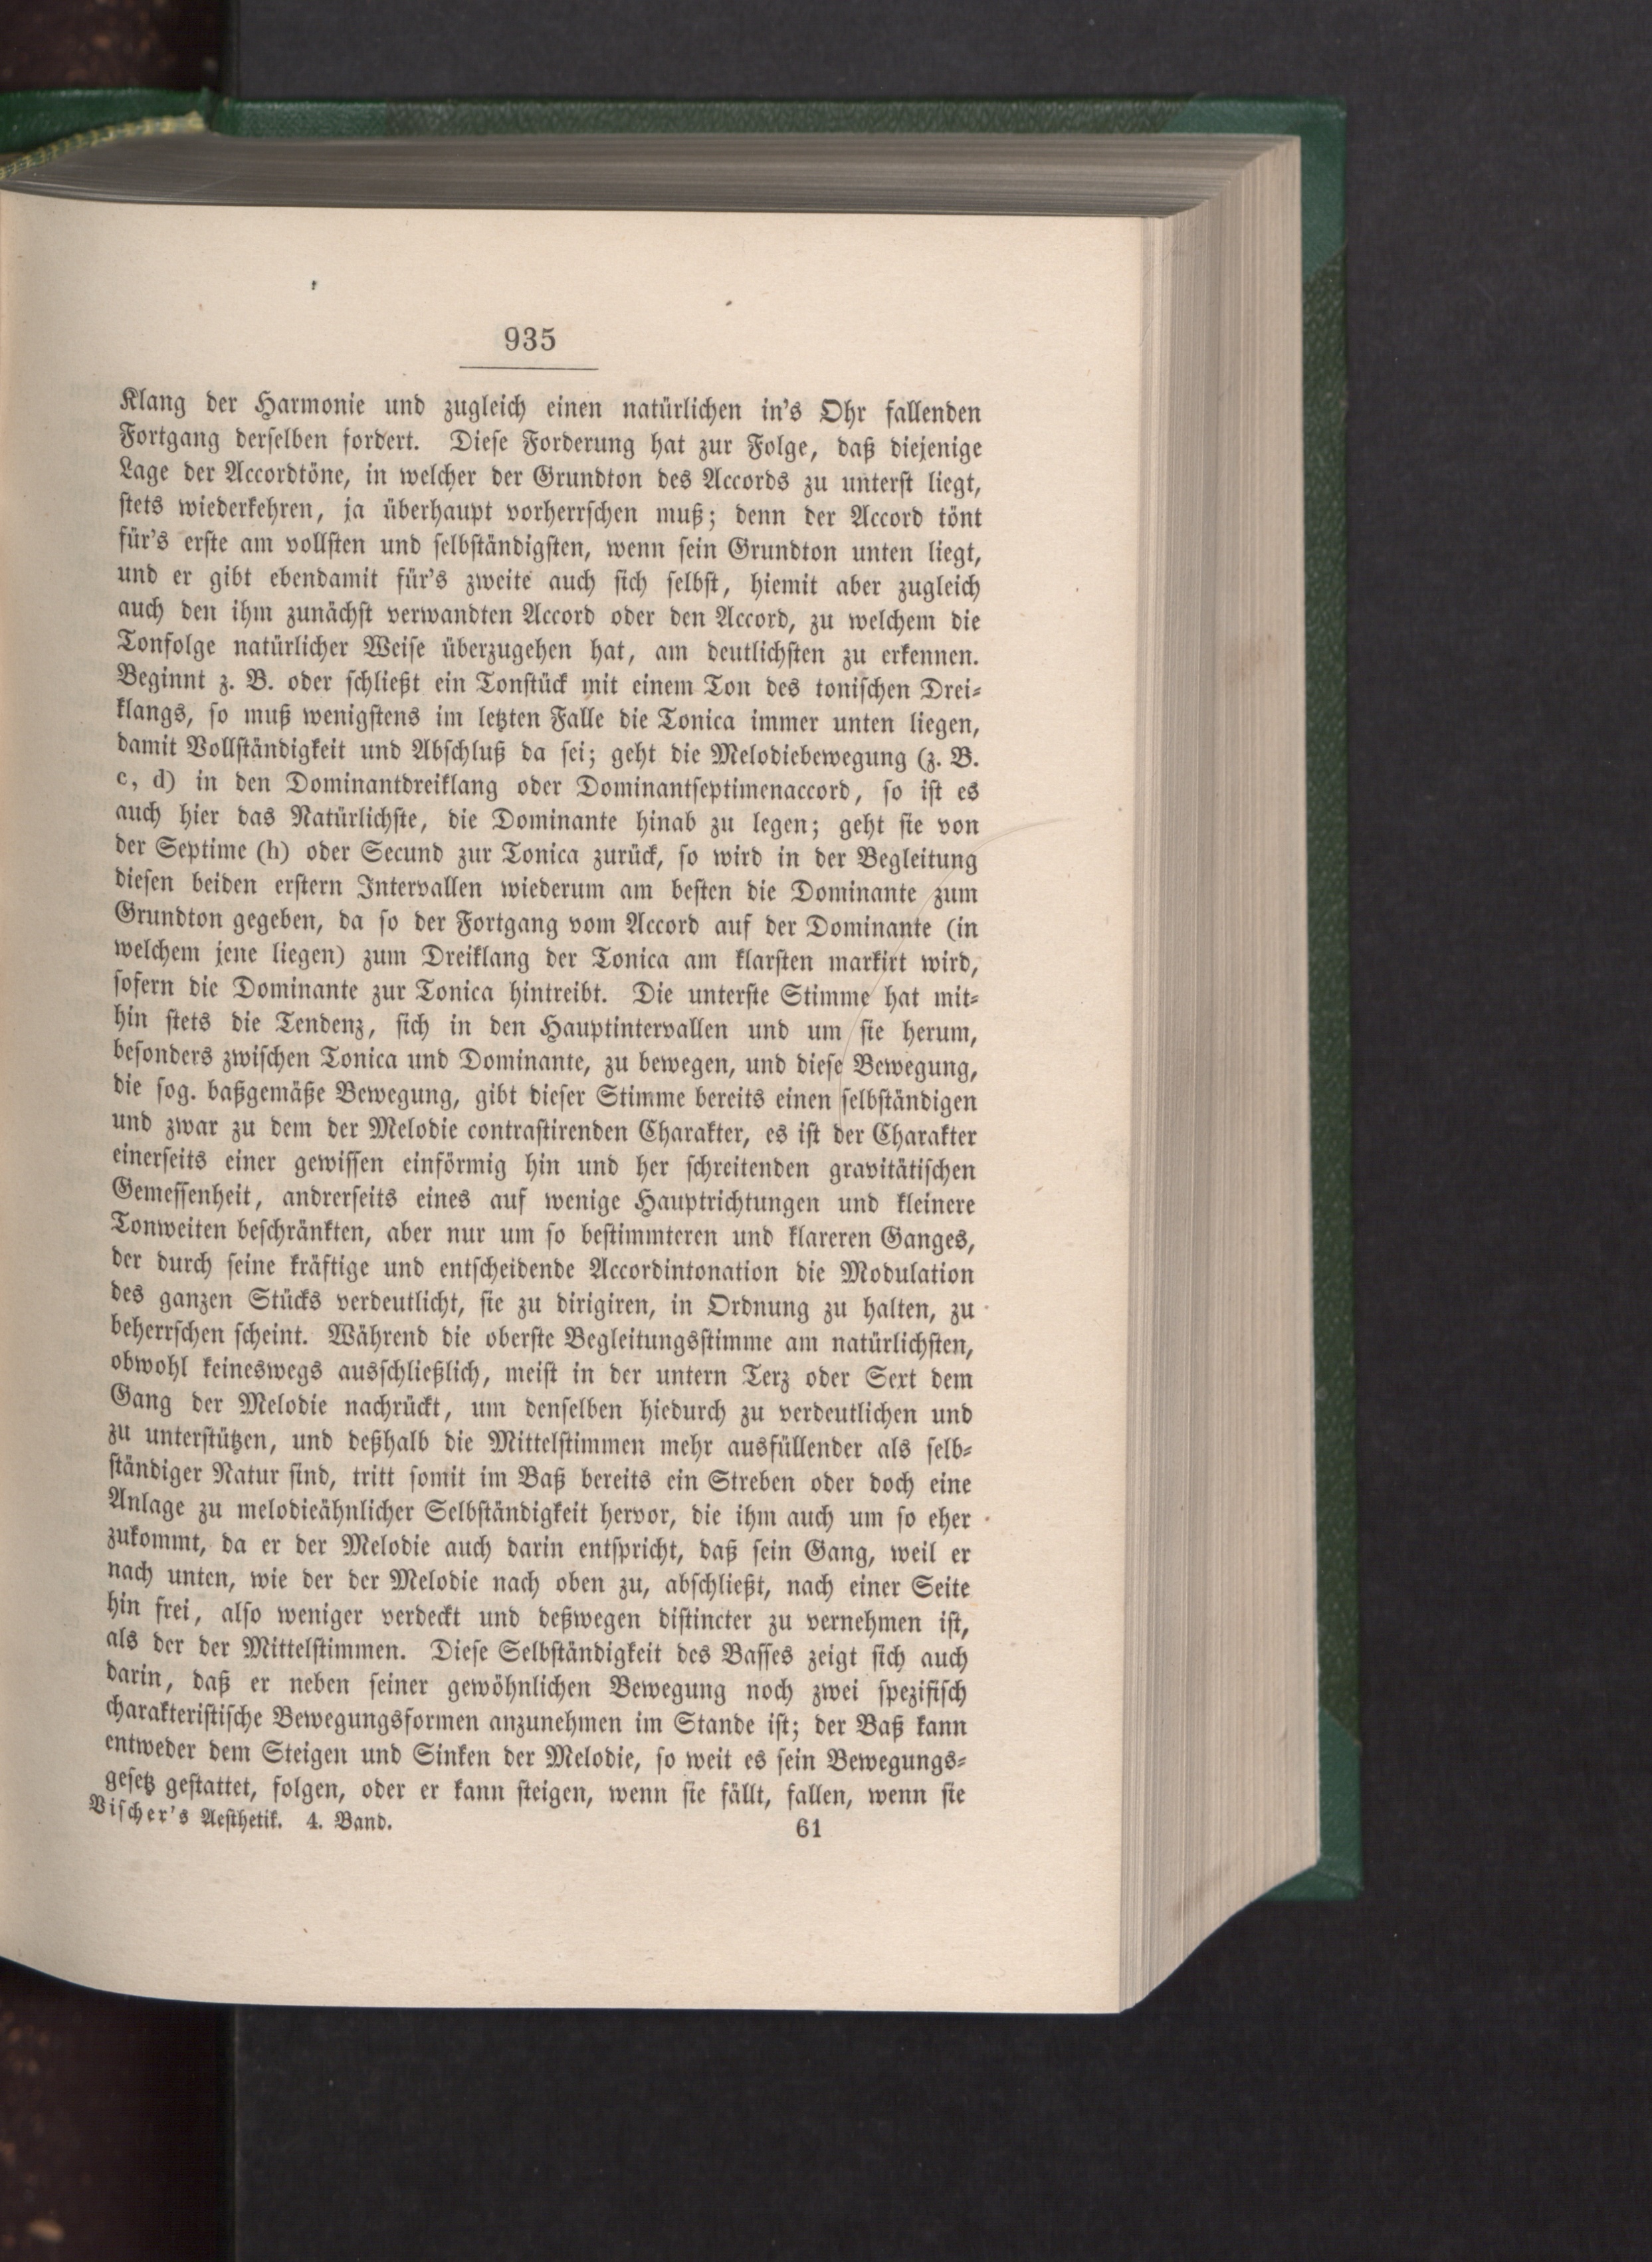 935
Klang der Harmonie und zugleich einen natürlichen in's Ohr fallenden
Fortgang derselben fordert. Diese Forderung hat zur Folge, daß diejenige
Lage der Accordtöne, in welcher der Grundton des Accords zu unterst liegt,
stets wiederkehren, ja überhaupt vorherrschen muß; denn der Accord tönt
für's erste am vollsten und selbständigsten, wenn sein Grundton unten liegt,
und er gibt ebendamit für's zweite auch sich selbst, hiemit aber zugleich
auch den ihm zunächst verwandten Accord oder den Accord, zu welchem die
Tonfolge natürlicher Weise überzugehen hat, am deutlichsten zu erkennen.
Beginnt z. B. oder schließt ein Tonstück mit einem Ton des tonischen Drei-
klangs, so muß wenigstens im letzten Falle die Tonica immer unten liegen,
damit Vollständigkeit und Abschluß da sei; geht die Melodiebewegung (z. B.
c, d) in den Dominantdreiklang oder Dominantseptimenaccord, so ist es
auch hier das Natürlichste, die Dominante hinab zu legen; geht sie von
der Septime (h) oder Secund zur Tonica zurück, so wird in der Begleitung
diesen beiden erstern Intervallen wiederum am besten die Dominante zum
Grundton gegeben, da so der Fortgang vom Accord auf der Dominante (in
welchem jene liegen) zum Dreiklang der Tonica am klarsten markirt wird,
sofern die Dominante zur Tonica hintreibt. Die unterste Stimme hat mit-
hin stets die Tendenz, sich in den Hauptintervallen und um sie herum,
besonders zwischen Tonica und Dominante, zu bewegen, und diese Bewegung,
die sog. baßgemäße Bewegung, gibt dieser Stimme bereits einen selbständigen
und zwar zu dem der Melodie contrastirenden Charakter, es ist der Charakter
einerseits einer gewissen einförmig hin und her schreitenden gravitätischen
Gemessenheit, andrerseits eines auf wenige Hauptrichtungen und kleinere
Tonweiten beschränkten, aber nur um so bestimmteren und klareren Ganges,
der durch seine kräftige und entscheidende Accordintonation die Modulation
des ganzen Stücks verdeutlicht, sie zu dirigiren, in Ordnung zu halten, zu
beherrschen scheint. Während die oberste Begleitungsstimme am natürlichsten,
obwohl keineswegs ausschließlich, meist in der untern Terz oder Sext dem
Gang der Melodie nachrückt, um denselben hiedurch zu verdeutlichen und
zu unterstützen, und deßhalb die Mittelstimmen mehr ausfüllender als selb-
ständiger Natur sind, tritt somit im Baß bereits ein Streben oder doch eine
Anlage zu melodieähnlicher Selbständigkeit hervor, die ihm auch um so eher
zukommt, da er der Melodie auch darin entspricht, daß sein Gang, weil er
nach unten, wie der der Melodie nach oben zu, abschließt, nach einer Seite
hin frei, also weniger verdeckt und deßwegen distincter zu vernehmen ist,
als der der Mittelstimmen. Diese Selbständigkeit des Basses zeigt sich auch
darin, daß er neben seiner gewöhnlichen Bewegung noch zwei spezifisch
charakteristische Bewegungsformen anzunehmen im Stande ist; der Baß kann
entweder dem Steigen und Sinken der Melodie, so weit es sein Bewegungs-
gesetz gestattet, folgen, oder er kann steigen, wenn sie fällt, fallen, wenn sie
Vischer's Aesthetik. 4. Band. 61